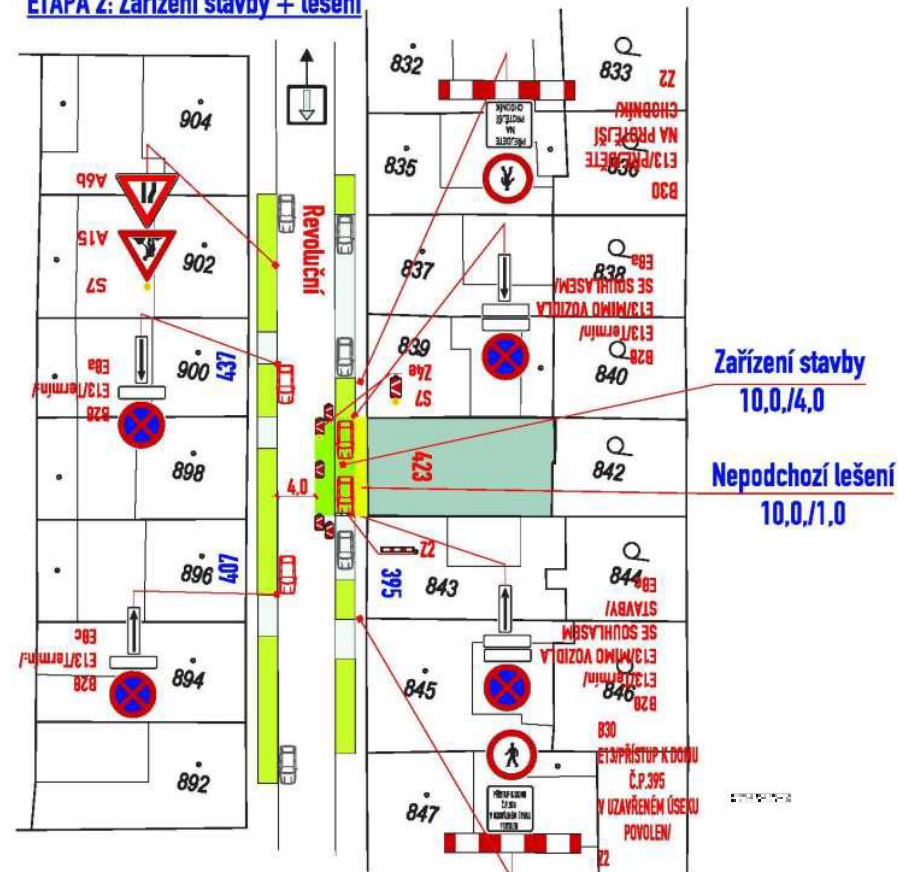 ETAPA 2: Zařízení stavby + lešení
832
833
Z2
904
PŘEJDĚTE
NA
PROTĚJŠÍ
CHODNÍK
E13/PŘEJDĚTE
NA PROTĚJŠÍ
CHODNÍK/
835
836
B30
A6b
Revoluční
A15
902
S7
837
838
B28
E13/Termín/
E13/MIMO VOZIDLA
SE SOUHLASEM/
E8a
900
437
B28
E13/Termín/
E8a
839
S7
Z4e
840
Zařízení stavby
10,0,/4,0
898
4,0
423
842
Nepodchozí lešení
10,0,/1,0
896
407
Z2
395
843
844
B28
E13/Termín/
E8c
894
B28
E13/Termín/
E13/MIMO VOZIDLA
SE SOUHLASEM
STAVBY/
E8c
845
846
B30
E13/PŘÍSTUP K DOMU
Č.P.395
V UZAVŘENÉM ÚSEKU
POVOLEN/
Z2
892
847